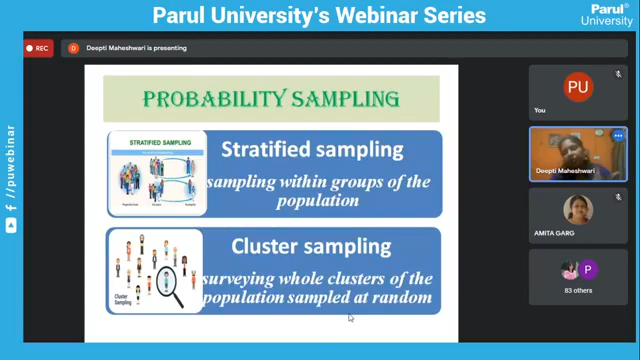 Parul University's Webinar Series
Parul®
University
REC
D
Deepti Maheshwari is presenting
/puwebinar
PROBABILITY SAMPLING
STRATIFIED SAMPLING
Stratified sampling
sampling within groups of the
population
Cluster sampling
surveying whole clusters of the
population sampled at random
Cluster
Sampling
PU
You
Deepti Maheshwari
AMITA GARG
P
83 others